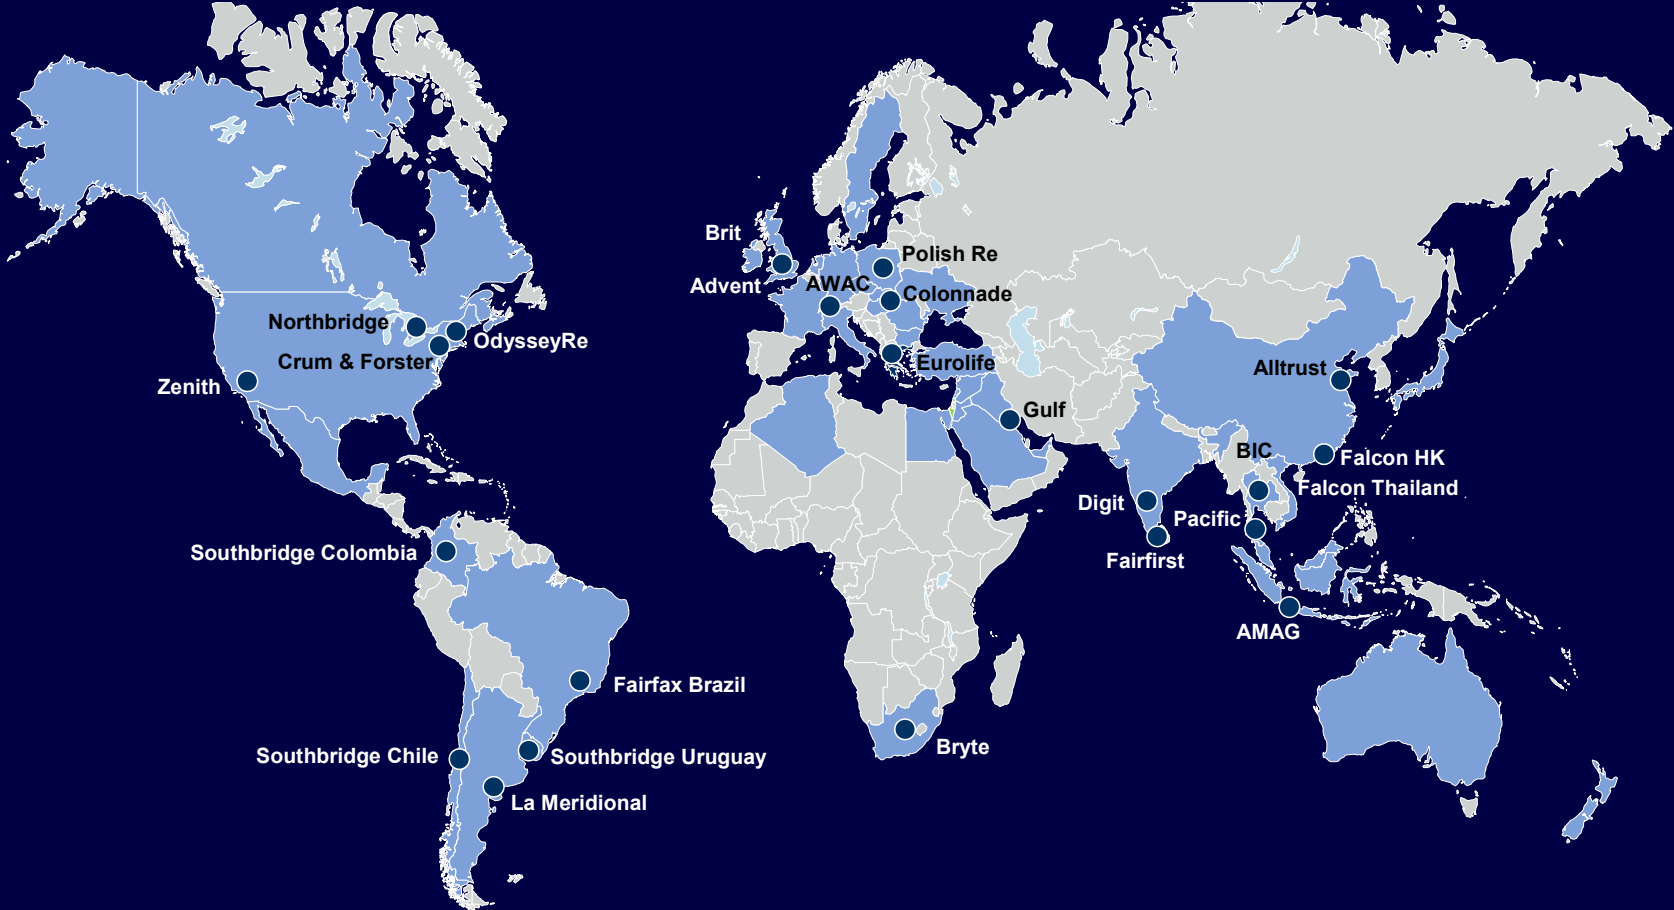 Brit
Polish Re
Advent
AWAC
Colonnade
Northbridge
OdysseyRe
Crum & Forster
Eurolife
Alltrust
Zenith
Gulf
BIC
Falcon HK
Falcon Thailand
Digit
Pacific
Southbridge Colombia
Fairfirst
AMAG
Fairfax Brazil
Bryte
Southbridge Chile
Southbridge Uruguay
La Meridional